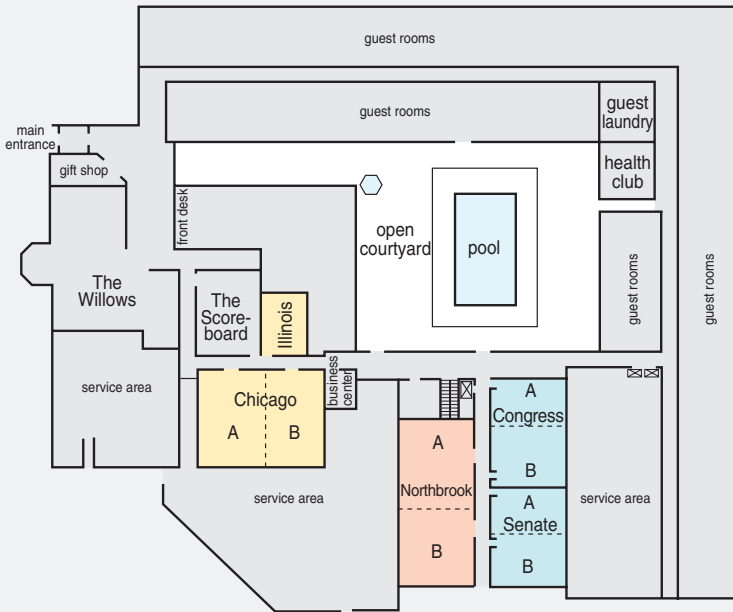 guest rooms
guest rooms
guest
laundry
main
entrance
gift shop
health
club
front desk
open
courtyard
pool
guest rooms
guest rooms
The
Willows
The
Score-
board
Illinois
service area
business
center
Chicago
A
B
A
Congress
B
A
Northbrook
B
A
Senate
B
service area
service area